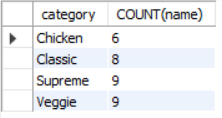 category COUNT(name)
Chicken 6
Classic 8
Supreme 9
Veggie 9